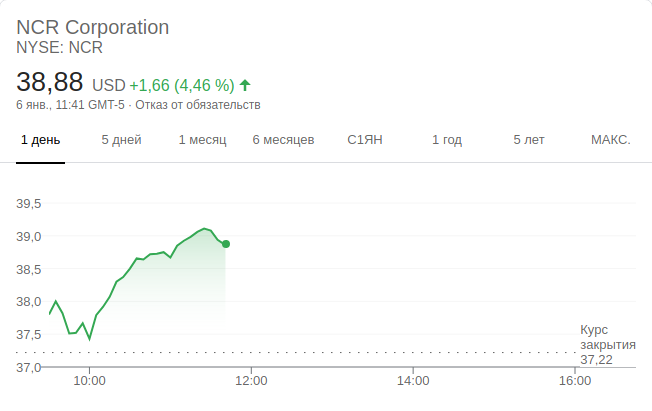 NCR Corporation
NYSE: NCR
38,88 USD +1,66 (4,46 %)
6 янв., 11:41 GMT-5 · Отказ от обязательств
1 день 5 дней 1 месяц 6 месяцев С1ЯН 1 год 5 лет МАКС.
39,5
39,0
38,5
38,0
37,5
37,0
Курс
закрытия
37,22
10:00 12:00 14:00 16:00